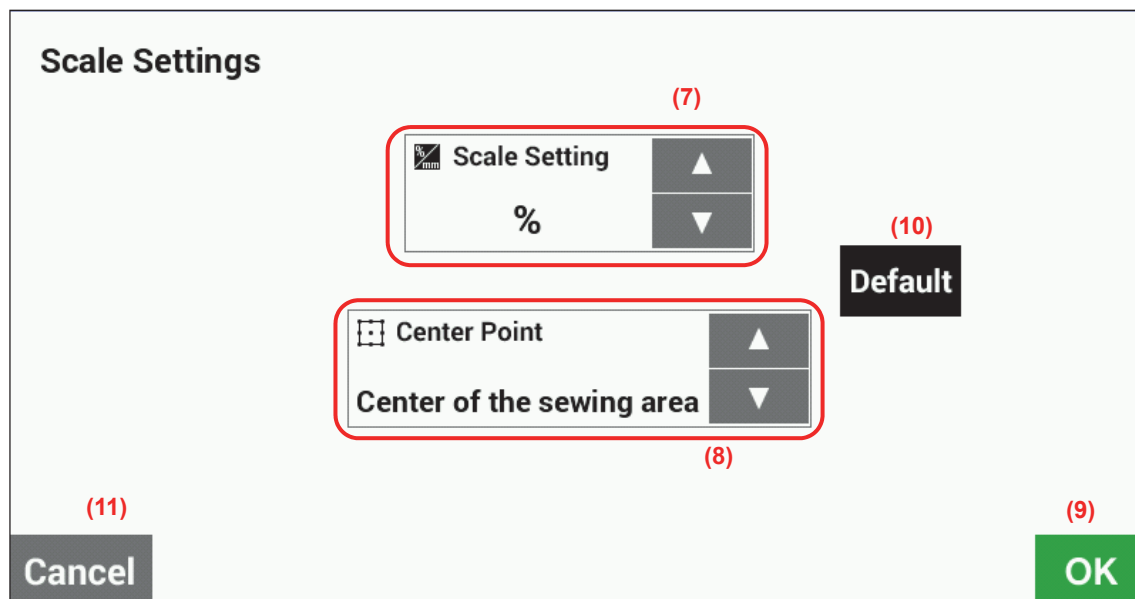 Scale Settings
(7)
%/mm Scale Setting
%
(10)
Default
Center Point
Center of the sewing area
(8)
(11)
(9)
Cancel
OK